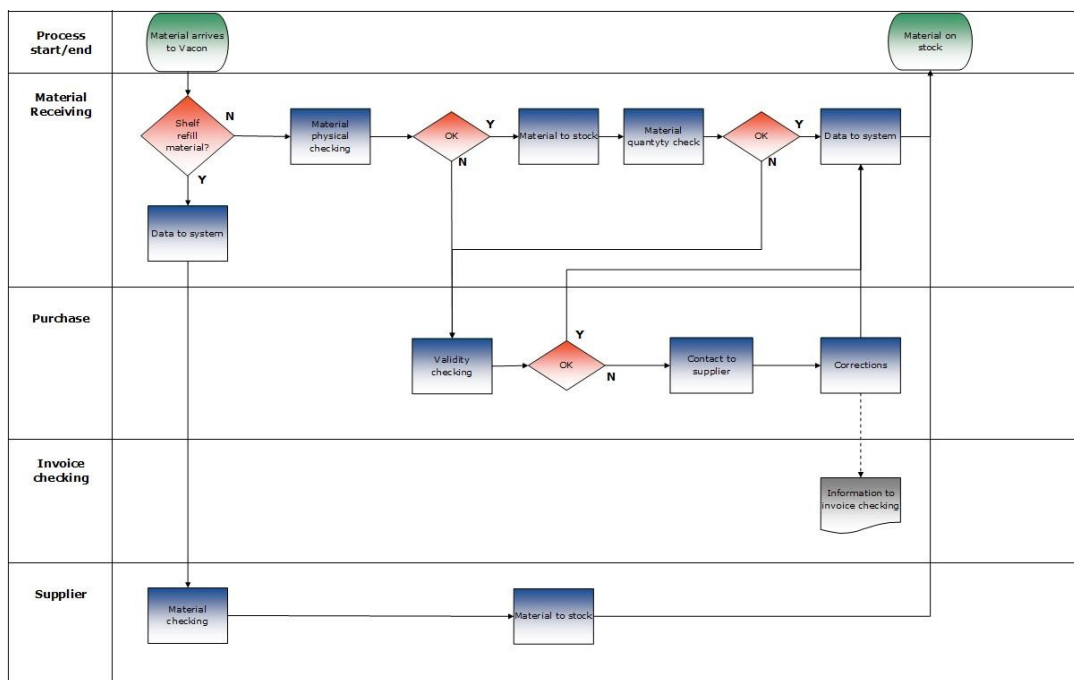 Process
start/end
Material arrives
to Vacon
Material on
stock
Material
Receiving
Shelf
refill
material?
N
Y
Material
physical
checking
OK
Y
N
Material to stock
Material
quantyty check
OK
Y
N
Data to system
Data to system
Purchase
Validity
checking
OK
Y
N
Contact to
supplier
Corrections
Invoice
checking
Information to
invoice checking
Supplier
Material
checking
Material to stock